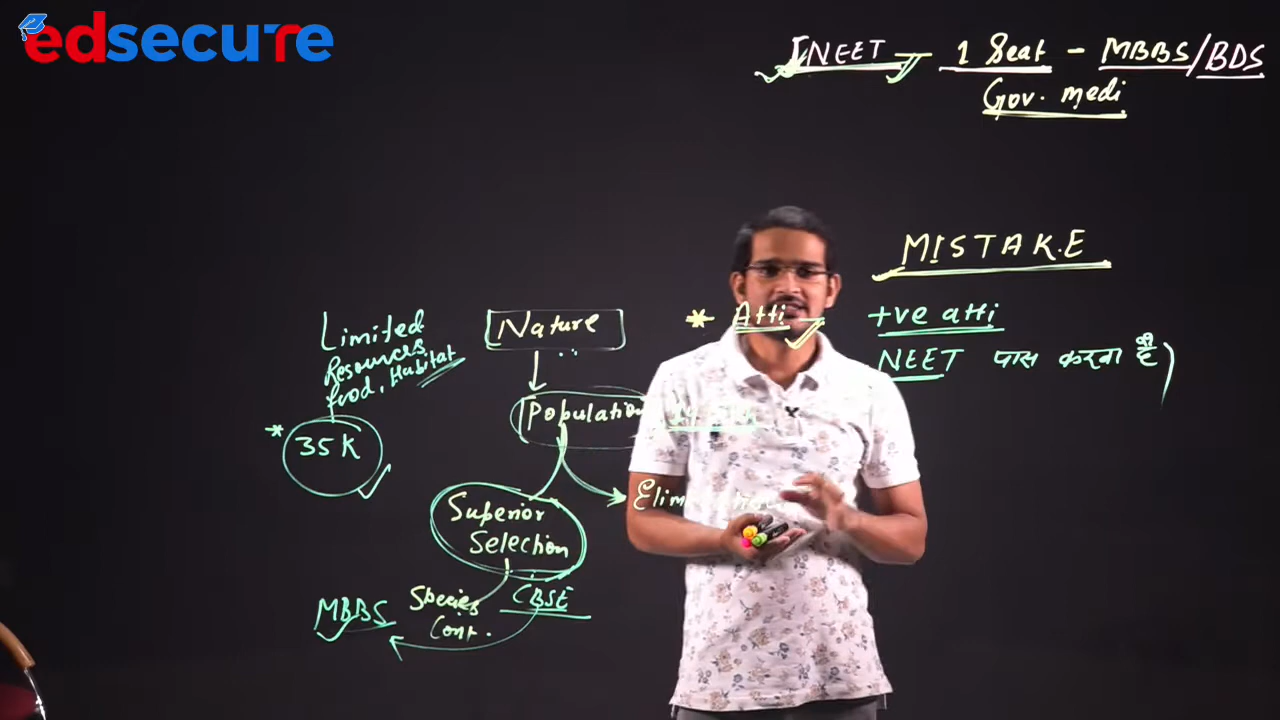 edsecure
NEET - 1 Seat - MBBS/BDS
Gov. medi
MISTAKE
* Atti - +ve atti
NEET पास करना है
Limited
Resources
food, Habitat
* 35 K
Nature
Population
Superior
Selection
Species
Cont.
CBSE
MBBS